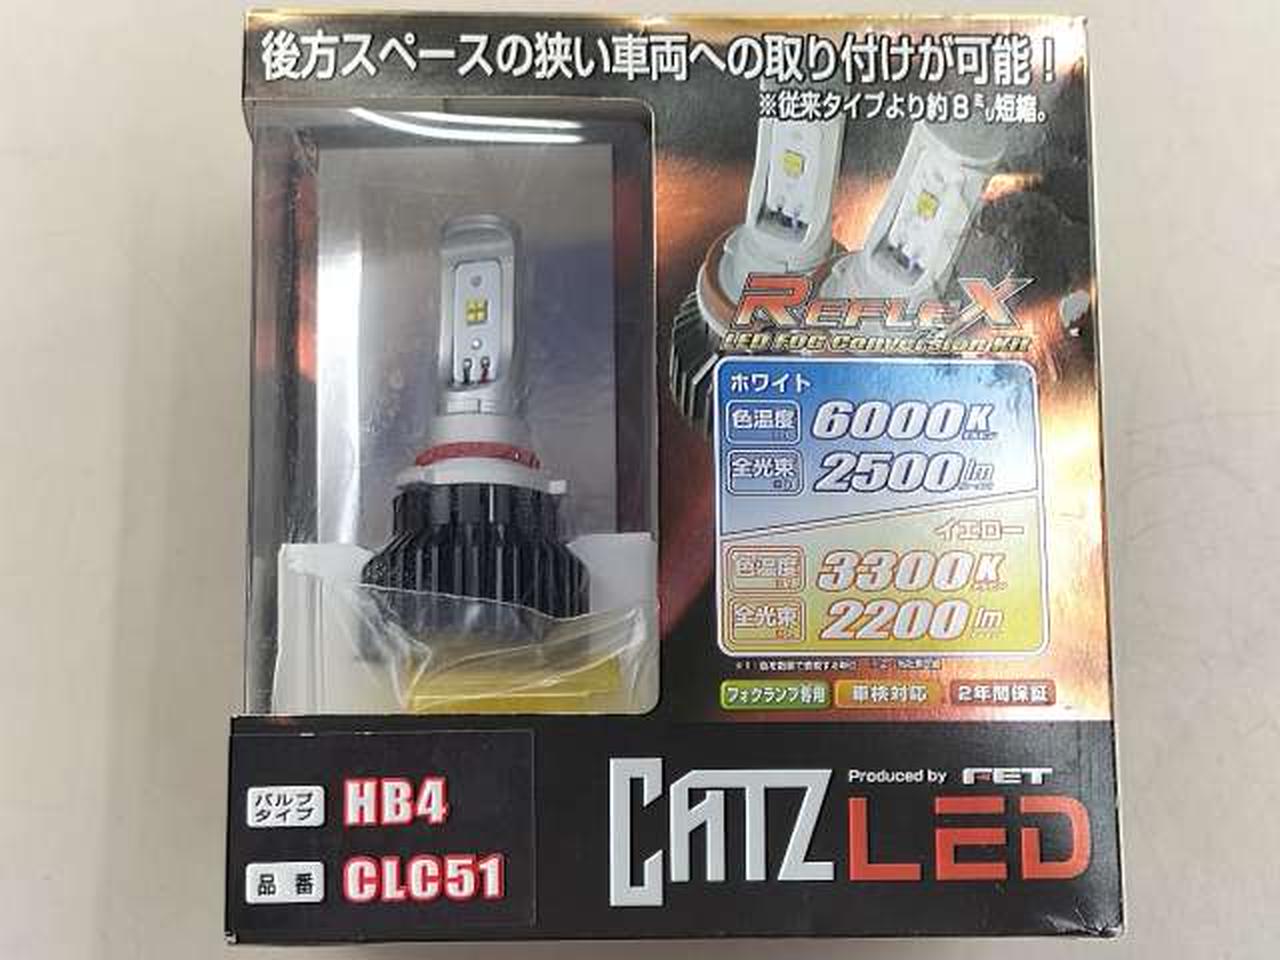 後方スペースの狭い車両への取り付けが可能！
※従来タイプより約8㍉短縮。
REFLEX
LED FOG Conversion Kit
ホワイト
色温度 6000K
全光束 2500lm
イエロー
色温度 3300K
全光束 2200lm
フォグランプ専用 車検対応 2年間保証
バルブタイプ HB4
品番 CLC51
Produced by FET
CATZ LED